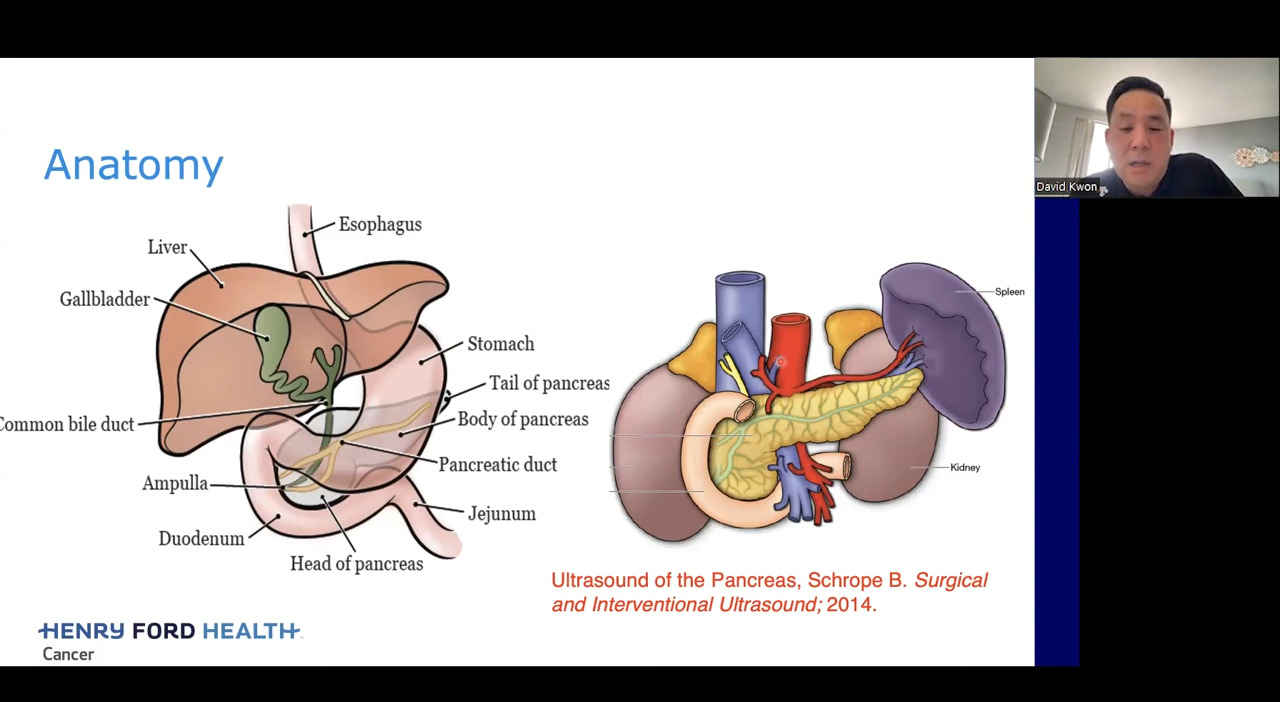 Anatomy
Esophagus
Liver
Gallbladder
Stomach
Tail of pancreas
Common bile duct
Body of pancreas
Pancreatic duct
Ampulla
Jejunum
Duodenum
Head of pancreas
Spleen
Kidney
Ultrasound of the Pancreas, Schrope B. Surgical
and Interventional Ultrasound; 2014.
HENRY FORD HEALTH
Cancer
David Kwon